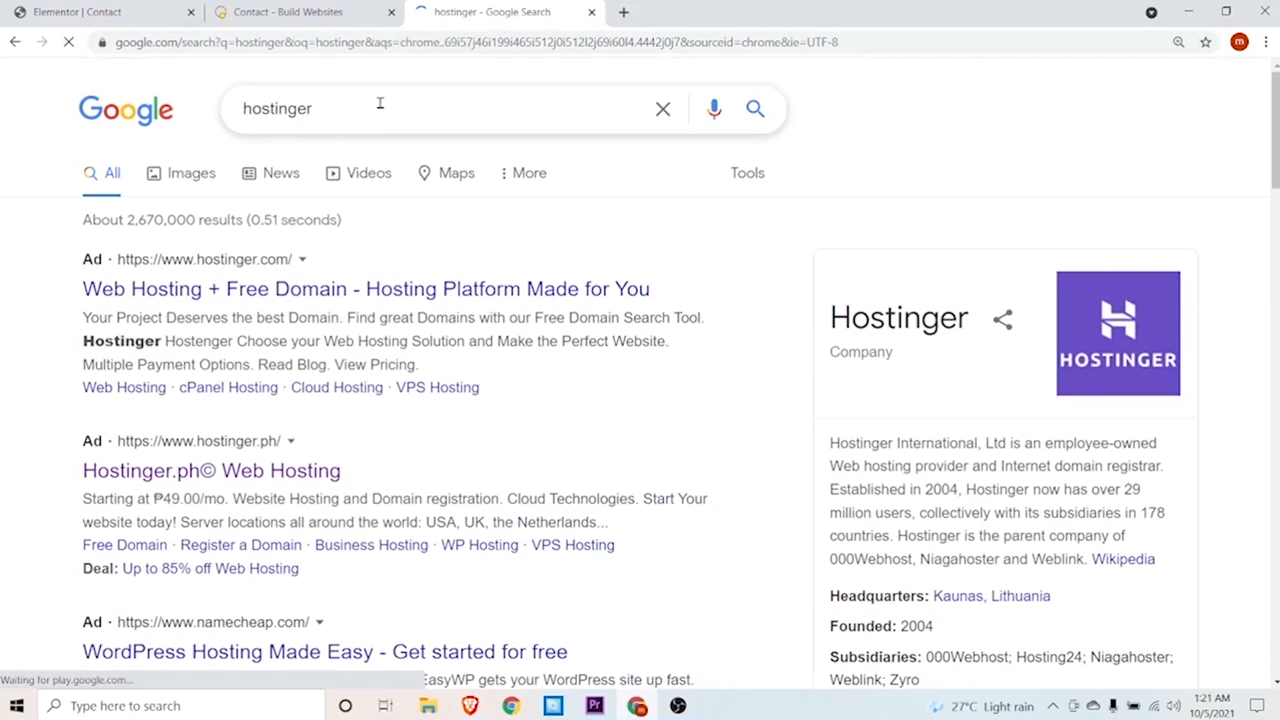 Elementor | Contact
Contact - Build Websites
hostinger - Google Search
google.com/search?q=hostinger&oq=hostinger&aqs=chrome..69i57j46i199i465i512j0i512l2j69i60l4.4442j0j7&sourceid=chrome&ie=UTF-8
m
Google
hostinger
All
Images
News
Videos
Maps
More
Tools
About 2,670,000 results (0.51 seconds)
Ad · https://www.hostinger.com/
Web Hosting + Free Domain - Hosting Platform Made for You
Your Project Deserves the best Domain. Find great Domains with our Free Domain Search Tool.
Hostinger Hostenger Choose your Web Hosting Solution and Make the Perfect Website.
Multiple Payment Options. Read Blog. View Pricing.
Web Hosting · cPanel Hosting · Cloud Hosting · VPS Hosting
Ad · https://www.hostinger.ph/
Hostinger.ph© Web Hosting
Starting at ₱49.00/mo. Website Hosting and Domain registration. Cloud Technologies. Start Your
website today! Server locations all around the world: USA, UK, the Netherlands...
Free Domain · Register a Domain · Business Hosting · WP Hosting · VPS Hosting
Deal: Up to 85% off Web Hosting
Ad · https://www.namecheap.com/
WordPress Hosting Made Easy - Get started for free
EasyWP gets your WordPress site up fast.
Hostinger
Company
HOSTINGER
Hostinger International, Ltd is an employee-owned
Web hosting provider and Internet domain registrar.
Established in 2004, Hostinger now has over 29
million users, collectively with its subsidiaries in 178
countries. Hostinger is the parent company of
000Webhost, Niagahoster and Weblink. Wikipedia
Headquarters: Kaunas, Lithuania
Founded: 2004
Subsidiaries: 000Webhost; Hosting24; Niagahoster;
Weblink; Zyro
Waiting for play.google.com...
Type here to search
Pr
27°C Light rain
1:21 AM
10/5/2021